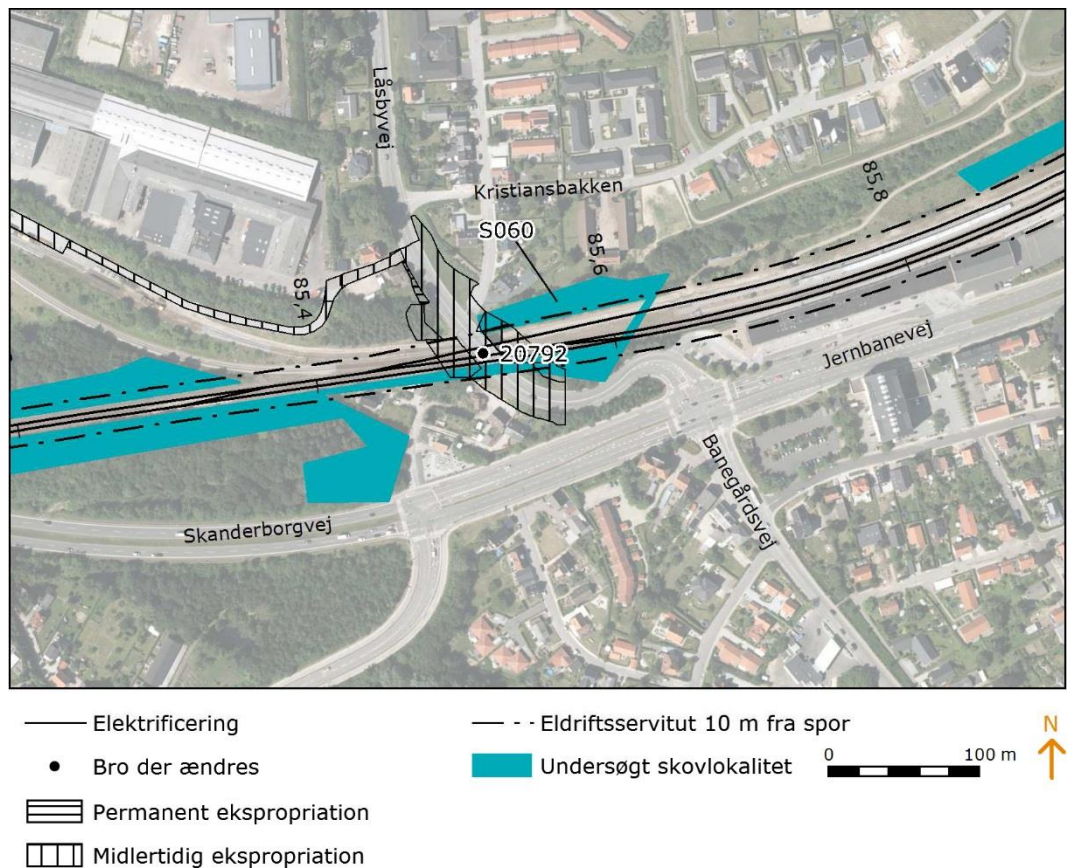 Låsbyvej
Kristiansbakken
85,8
S060
85,6
85,4
20792
Jernbanevej
Banegårdsvej
Skanderborgvej
Elektrificering
Eldriftsservitut 10 m fra spor
N
Bro der ændres
Undersøgt skovlokalitet
0
100 m
Permanent ekspropriation
Midlertidig ekspropriation